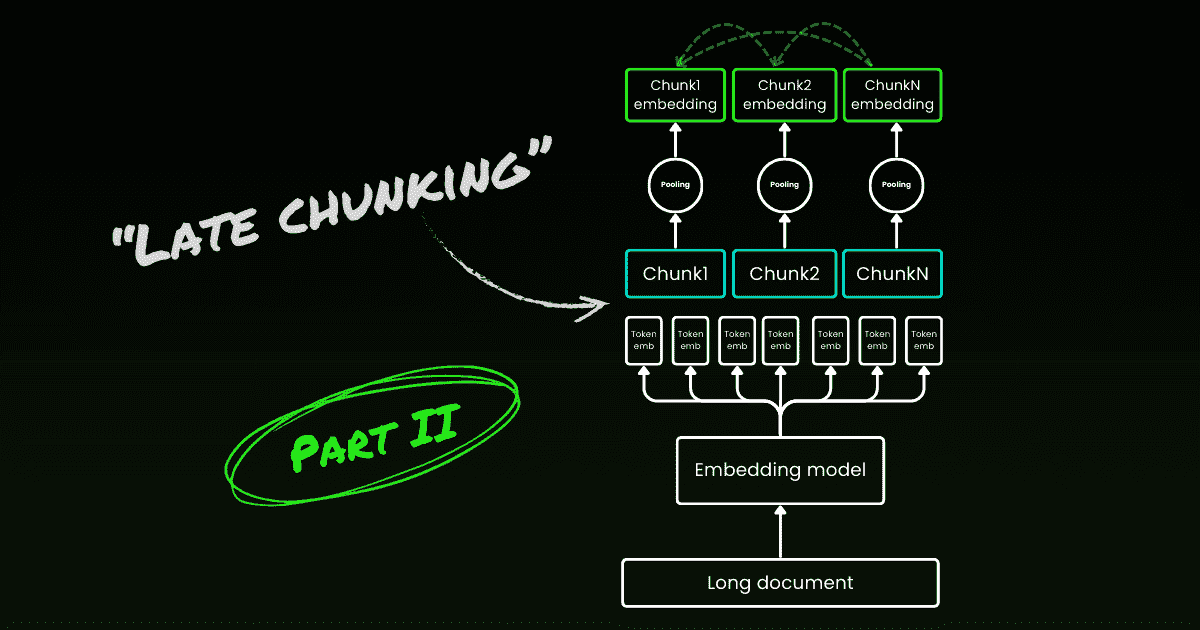 Chunk1
embedding
Chunk2
embedding
ChunkN
embedding
Pooling
Pooling
Pooling
"LATE CHUNKING"
Chunk1
Chunk2
ChunkN
Token
emb
Token
emb
Token
emb
Token
emb
Token
emb
Token
emb
Token
emb
PART II
Embedding model
Long document